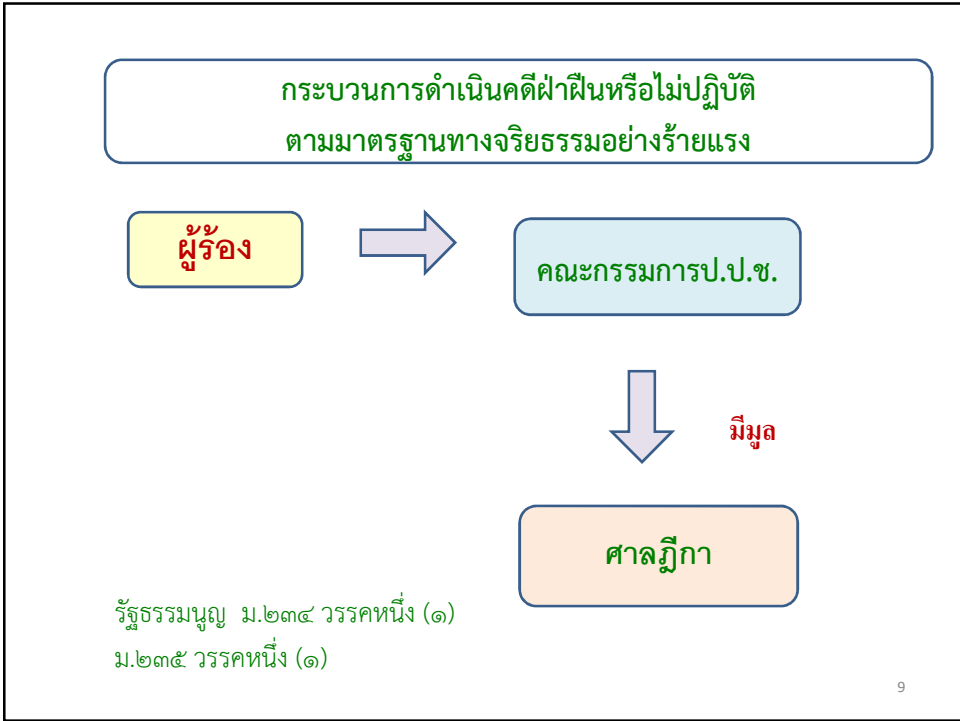 กระบวนการดำเนินคดีฝ่าฝืนหรือไม่ปฏิบัติ
ตามมาตรฐานทางจริยธรรมอย่างร้ายแรง
ผู้ร้อง
คณะกรรมการป.ป.ช.
มีมูล
ศาลฎีกา
รัฐธรรมนูญ ม.๒๓๔ วรรคหนึ่ง (๑)
ม.๒๓๕ วรรคหนึ่ง (๑)
9